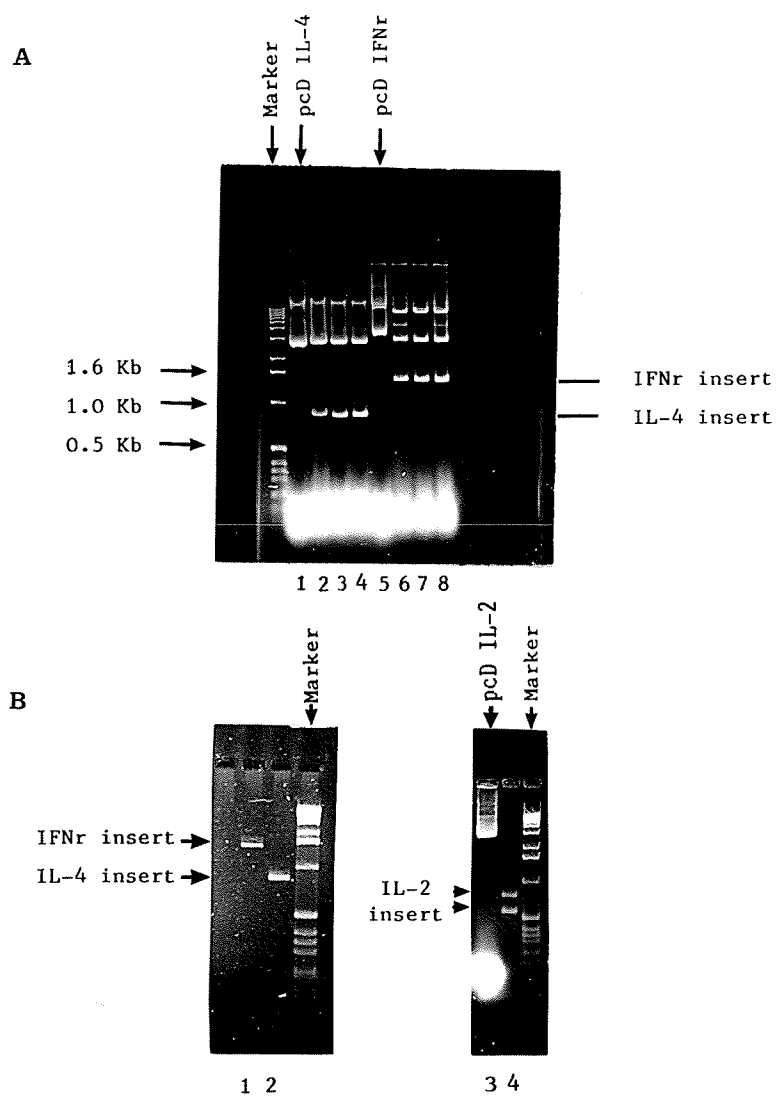 A
Marker
pcD IL-4
pcD IFNr
1.6 Kb
1.0 Kb
0.5 Kb
IFNr insert
IL-4 insert
1 2 3 4 5 6 7 8
B
Marker
pcD IL-2
Marker
IFNr insert
IL-4 insert
IL-2
insert
1 2
3 4